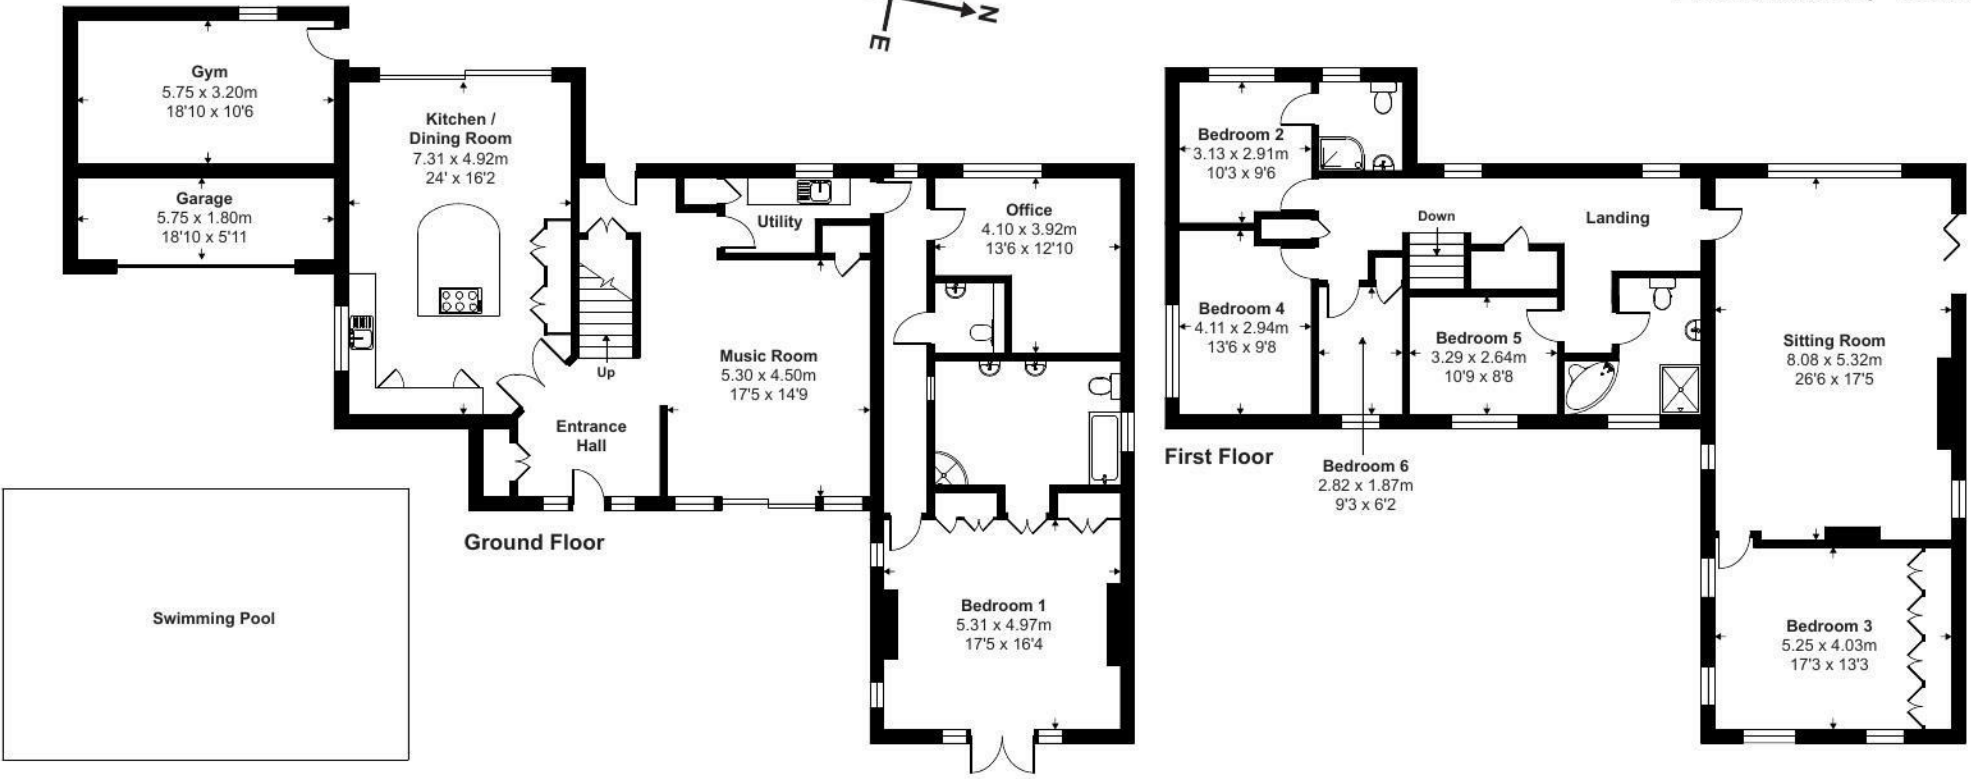 N
E
Gym
5.75 x 3.20m
18'10 x 10'6
Kitchen /
Dining Room
7.31 x 4.92m
24' x 16'2
Garage
5.75 x 1.80m
18'10 x 5'11
Utility
Office
4.10 x 3.92m
13'6 x 12'10
Up
Music Room
5.30 x 4.50m
17'5 x 14'9
Entrance
Hall
Ground Floor
Swimming Pool
Bedroom 1
5.31 x 4.97m
17'5 x 16'4
Bedroom 2
3.13 x 2.91m
10'3 x 9'6
Down
Landing
Bedroom 4
4.11 x 2.94m
13'6 x 9'8
Bedroom 5
3.29 x 2.64m
10'9 x 8'8
Sitting Room
8.08 x 5.32m
26'6 x 17'5
First Floor
Bedroom 6
2.82 x 1.87m
9'3 x 6'2
Bedroom 3
5.25 x 4.03m
17'3 x 13'3